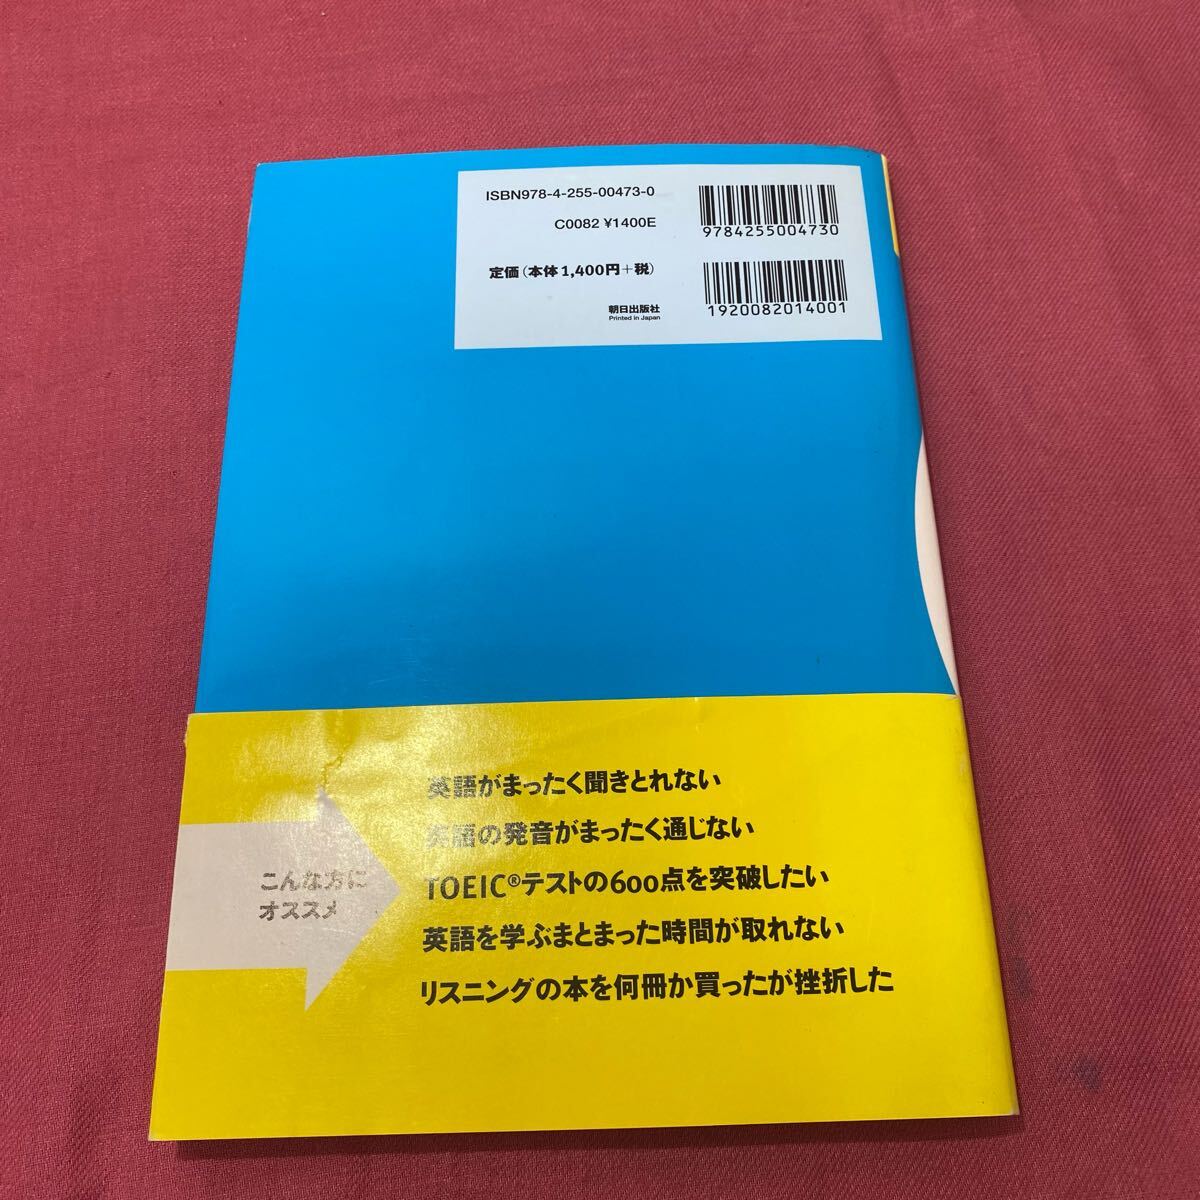 ISBN978-4-255-00473-0
C0082 ¥1400E
定価(本体1,400円+税)
朝日出版社
Printed in Japan
9784255004730
1920082014001
こんな方に
オススメ
英語がまったく聞きとれない
英語の発音がまったく通じない
TOEIC®テストの600点を突破したい
英語を学ぶまとまった時間が取れない
リスニングの本を何冊か買ったが挫折した